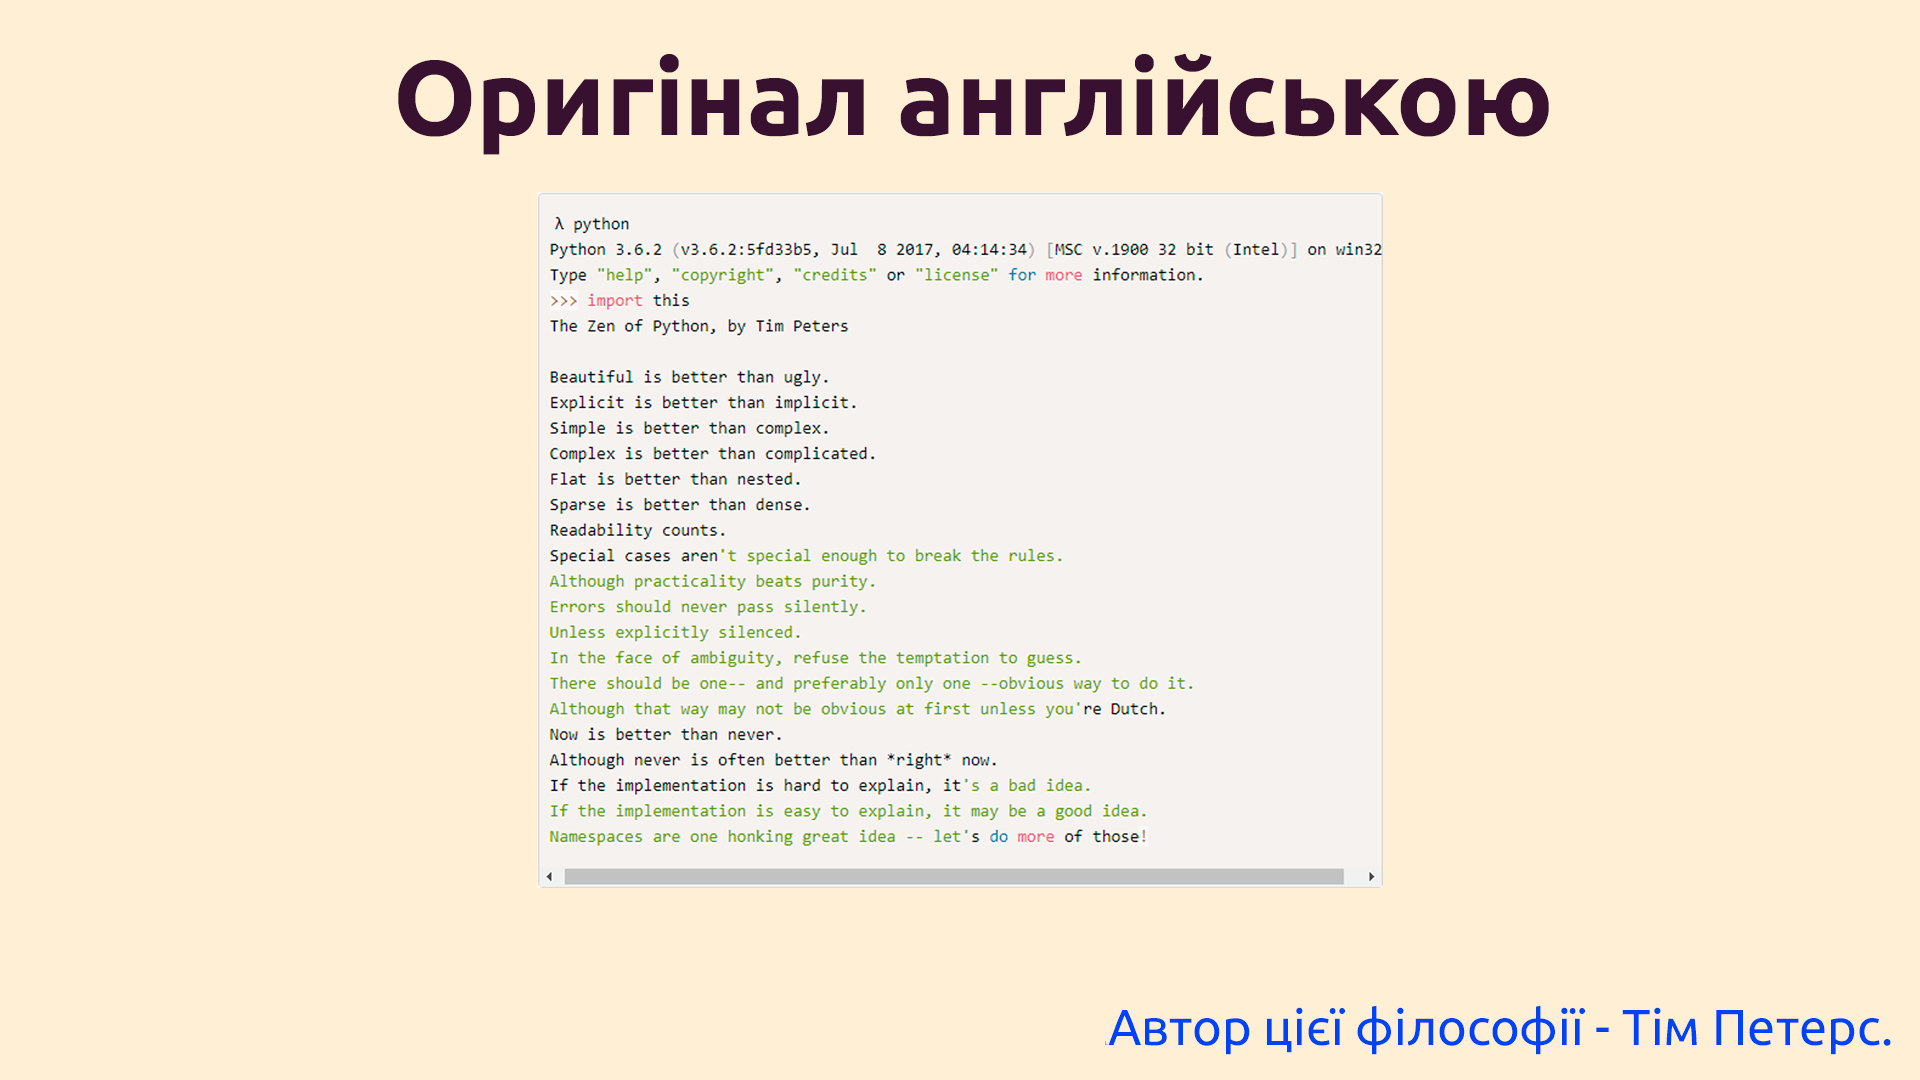 Оригінал англійською
λ python
Python 3.6.2 (v3.6.2:5fd33b5, Jul  8 2017, 04:14:34) [MSC v.1900 32 bit (Intel)] on win32
Type "help", "copyright", "credits" or "license" for more information.
>>> import this
The Zen of Python, by Tim Peters
Beautiful is better than ugly.
Explicit is better than implicit.
Simple is better than complex.
Complex is better than complicated.
Flat is better than nested.
Sparse is better than dense.
Readability counts.
Special cases aren't special enough to break the rules.
Although practicality beats purity.
Errors should never pass silently.
Unless explicitly silenced.
In the face of ambiguity, refuse the temptation to guess.
There should be one-- and preferably only one --obvious way to do it.
Although that way may not be obvious at first unless you're Dutch.
Now is better than never.
Although never is often better than *right* now.
If the implementation is hard to explain, it's a bad idea.
If the implementation is easy to explain, it may be a good idea.
Namespaces are one honking great idea -- let's do more of those!
Автор цієї філософії - Тім Петерс.